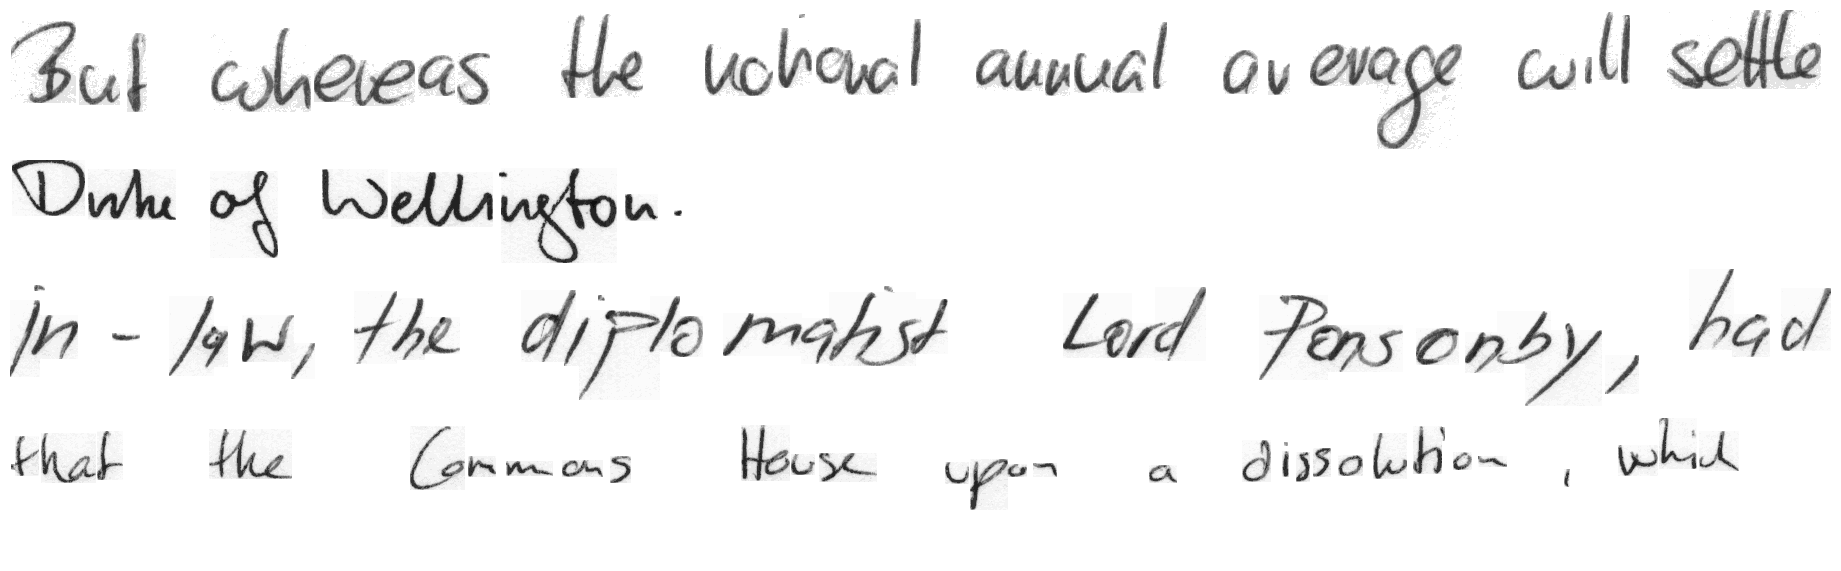 But whereas the national annual average will settle
Duke of Wellington.
in-law, the diplomatist Lord Ponsonby, had
that the Commons House upon a dissolution, which